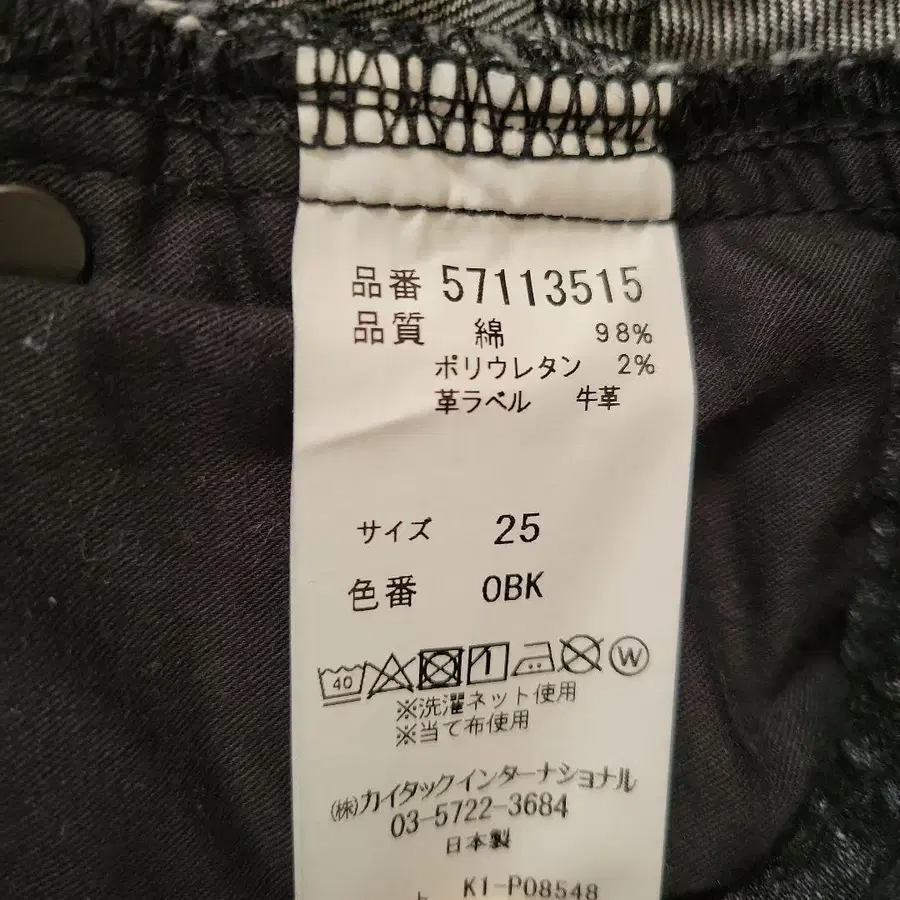 品番 57113515
品質 綿 98%
ポリウレタン 2%
革ラベル 牛革
サイズ 25
色番 OBK
40 W
※洗濯ネット使用
※当て布使用
(株)カイタックインターナショナル
03-5722-3684
日本製
K1-P08548